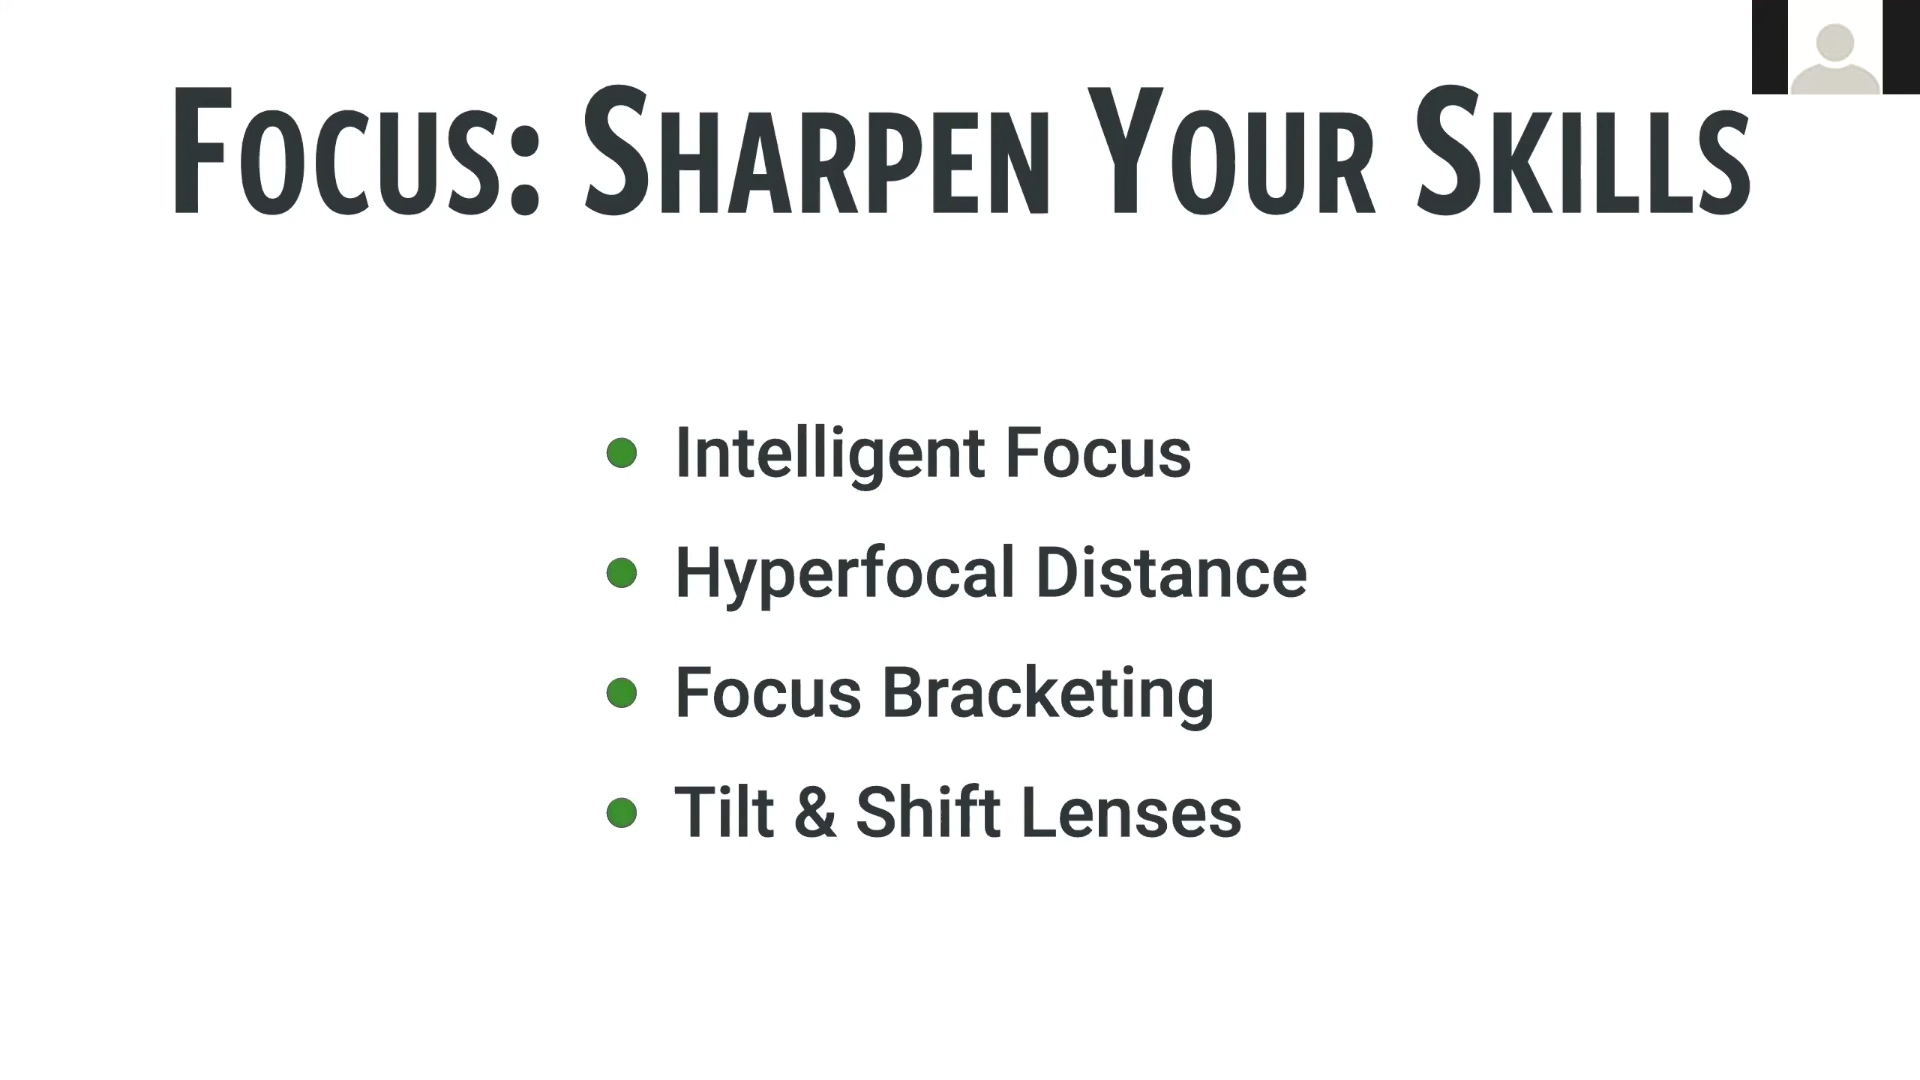 Focus: Sharpen Your Skills
Intelligent Focus
Hyperfocal Distance
Focus Bracketing
Tilt & Shift Lenses